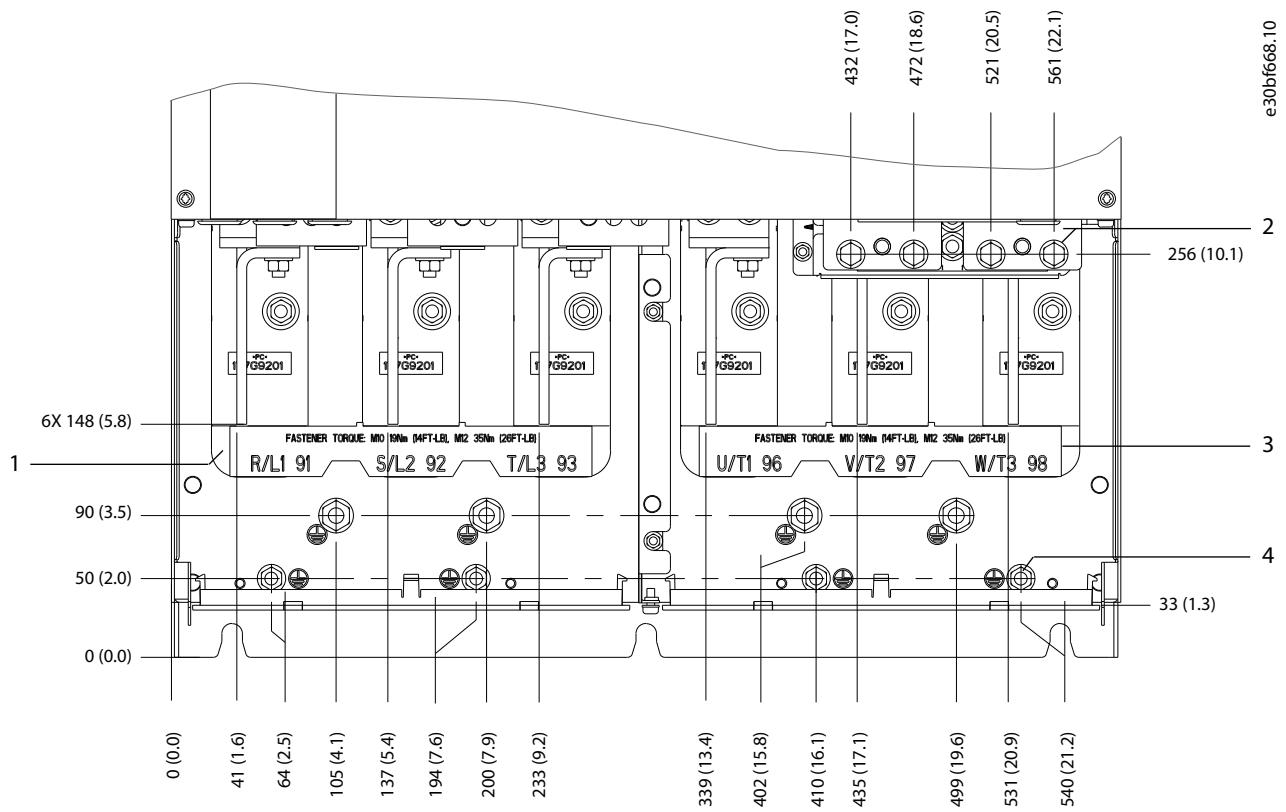 432 (17.0)
472 (18.6)
521 (20.5)
561 (22.1)
e30bf668.10
2
256 (10.1)
•PC•
•PC•
•PC•
•PC•
•PC•
•PC•
6X 148 (5.8)
FASTENER TORQUE: M10 19Nm (14FT-LB), M12 35Nm (26FT-LB)
FASTENER TORQUE: M10 19Nm (14FT-LB), M12 35Nm (26FT-LB)
3
1
R/L1 91
S/L2 92
T/L3 93
U/T1 96
V/T2 97
W/T3 98
90 (3.5)
50 (2.0)
4
33 (1.3)
0 (0.0)
0 (0.0)
41 (1.6)
64 (2.5)
105 (4.1)
137 (5.4)
194 (7.6)
200 (7.9)
233 (9.2)
339 (13.4)
402 (15.8)
410 (16.1)
435 (17.1)
499 (19.6)
531 (20.9)
540 (21.2)